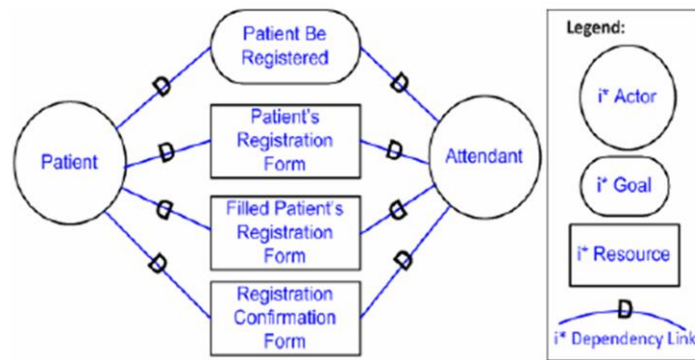 Patient Be
Registered
D
D
Patient's
Registration
Form
D
D
Patient
Attendant
Filled Patient's
Registration
Form
D
D
Registration
Confirmation
Form
D
D
Legend:
i* Actor
i* Goal
i* Resource
D
i* Dependency Link